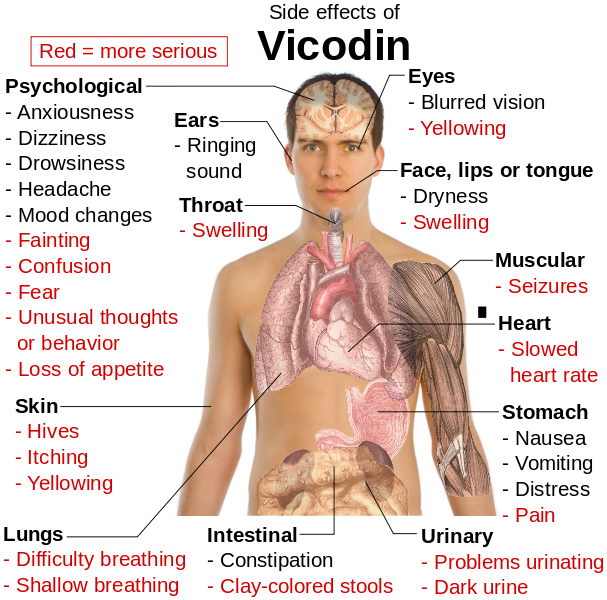 Side effects of
Vicodin
Red = more serious
Psychological
- Anxiousness
- Dizziness
- Drowsiness
- Headache
- Mood changes
- Fainting
- Confusion
- Fear
- Unusual thoughts
or behavior
- Loss of appetite
Ears
- Ringing
sound
Throat
- Swelling
Eyes
- Blurred vision
- Yellowing
Face, lips or tongue
- Dryness
- Swelling
Muscular
- Seizures
Heart
- Slowed
heart rate
Skin
- Hives
- Itching
- Yellowing
Stomach
- Nausea
- Vomiting
- Distress
- Pain
Lungs
- Difficulty breathing
- Shallow breathing
Intestinal
- Constipation
- Clay-colored stools
Urinary
- Problems urinating
- Dark urine